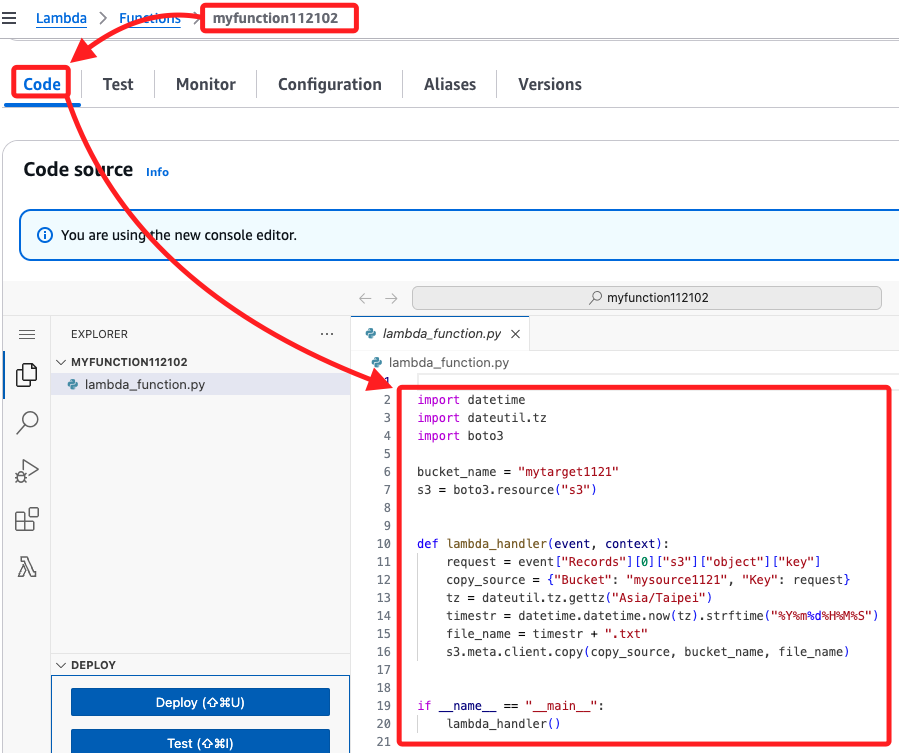 Lambda > Functions > myfunction112102
Code
Test
Monitor
Configuration
Aliases
Versions
Code source Info
You are using the new console editor.
myfunction112102
EXPLORER ...
MYFUNCTION112102
lambda_function.py
lambda_function.py
lambda_function.py
1
2 import datetime
3 import dateutil.tz
4 import boto3
5
6 bucket_name = "mytarget1121"
7 s3 = boto3.resource("s3")
8
9
10 def lambda_handler(event, context):
11 request = event["Records"][0]["s3"]["object"]["key"]
12 copy_source = {"Bucket": "mysource1121", "Key": request}
13 tz = dateutil.tz.gettz("Asia/Taipei")
14 timestr = datetime.datetime.now(tz).strftime("%Y%m%d%H%M%S")
15 file_name = timestr + ".txt"
16 s3.meta.client.copy(copy_source, bucket_name, file_name)
17
18
19 if __name__ == "__main__":
20 lambda_handler()
21
DEPLOY
Deploy (⇧⌘U)
Test (⇧⌘I)